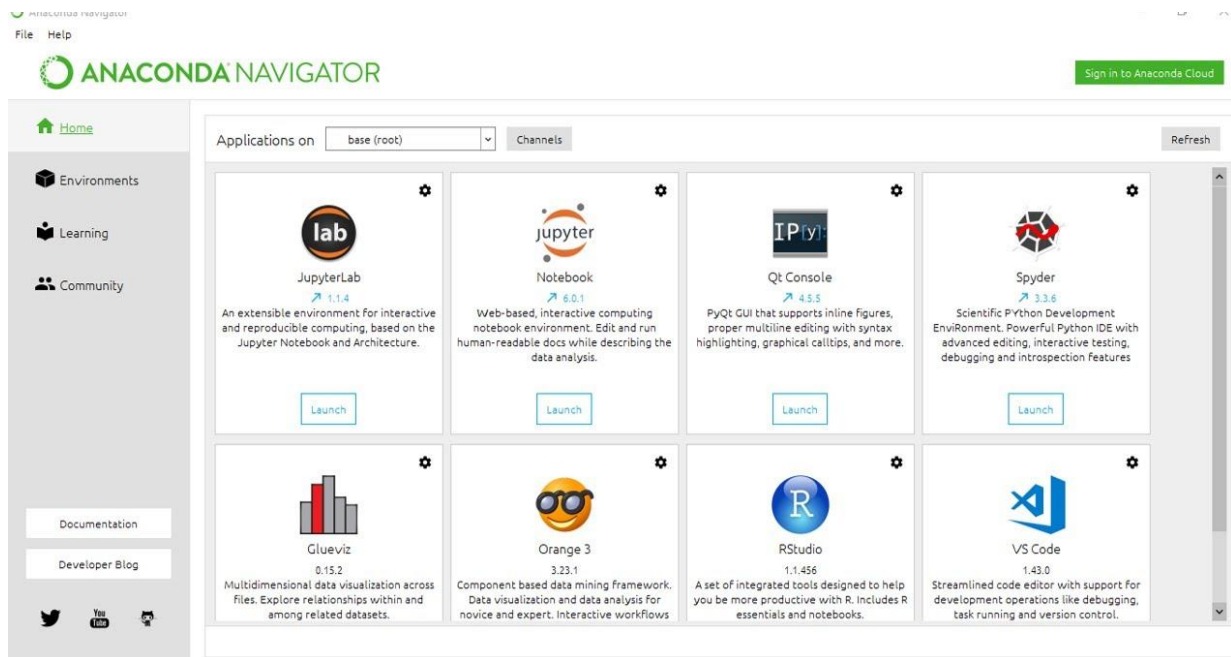 Anaconda Navigator
File Help
ANACONDA NAVIGATOR
Sign in to Anaconda Cloud
Home
Environments
Learning
Community
Documentation
Developer Blog
You
Tube
Applications on base (root) Channels Refresh
lab
JupyterLab
1.1.4
An extensible environment for interactive
and reproducible computing, based on the
Jupyter Notebook and Architecture.
Launch
jupyter
Notebook
6.0.1
Web-based, interactive computing
notebook environment. Edit and run
human-readable docs while describing the
data analysis.
Launch
IP[y]:
Qt Console
4.5.5
PyQt GUI that supports inline figures,
proper multiline editing with syntax
highlighting, graphical calltips, and more.
Launch
Spyder
3.3.6
Scientific PYthon Development
EnviRonment. Powerful Python IDE with
advanced editing, interactive testing,
debugging and introspection features
Launch
Glueviz
0.15.2
Multidimensional data visualization across
files. Explore relationships within and
among related datasets.
Orange 3
3.23.1
Component based data mining framework.
Data visualization and data analysis for
novice and expert. Interactive workflows
R
RStudio
1.1.456
A set of integrated tools designed to help
you be more productive with R. Includes R
essentials and notebooks.
VS Code
1.43.0
Streamlined code editor with support for
development operations like debugging,
task running and version control.